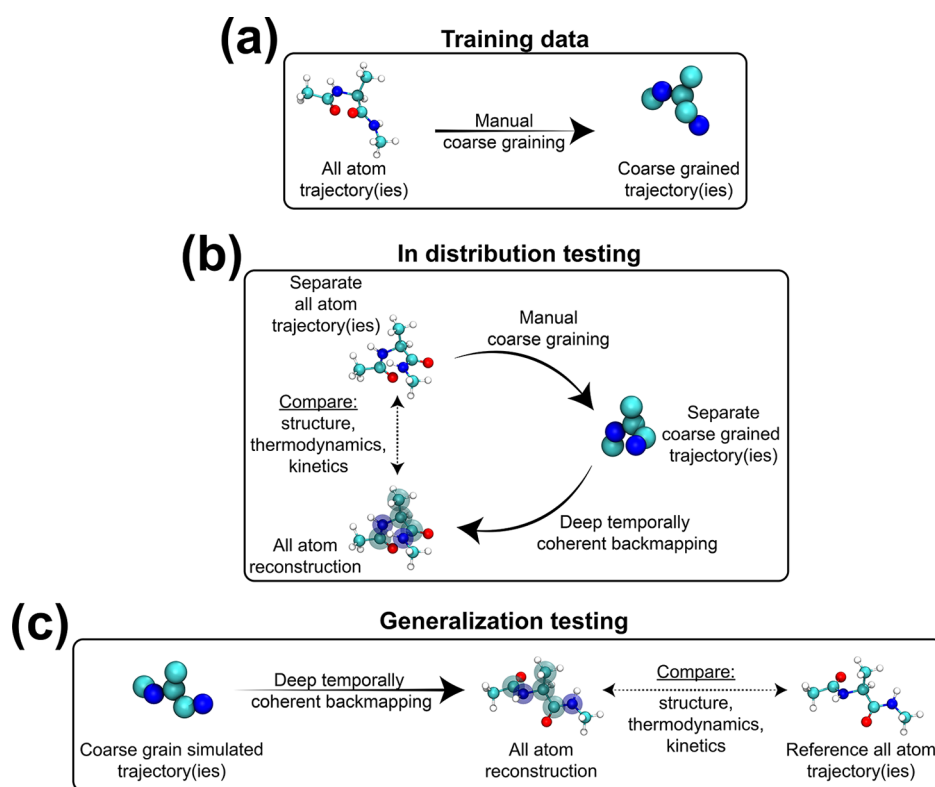 (a)
Training data
Manual
coarse graining
All atom
trajectory(ies)
Coarse grained
trajectory(ies)
(b)
In distribution testing
Separate
all atom
trajectory(ies)
Manual
coarse graining
Compare:
structure,
thermodynamics,
kinetics
Separate
coarse grained
trajectory(ies)
Deep temporally
coherent backmapping
All atom
reconstruction
(c)
Generalization testing
Deep temporally
coherent backmapping
Compare:
structure,
thermodynamics,
kinetics
Coarse grain simulated
trajectory(ies)
All atom
reconstruction
Reference all atom
trajectory(ies)